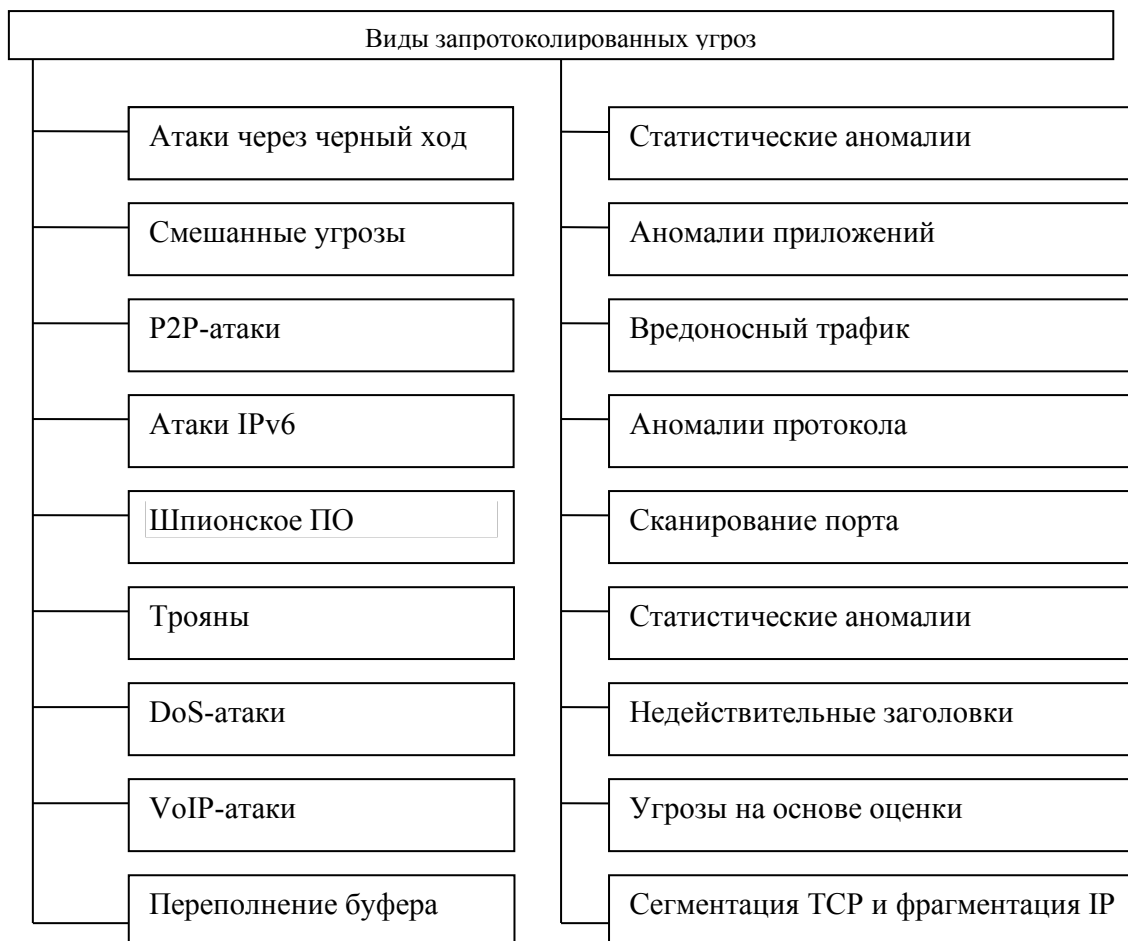 Виды запротоколированных угроз
Атаки через черный ход
Смешанные угрозы
P2P-атаки
Атаки IPv6
Шпионское ПО
Трояны
DoS-атаки
VoIP-атаки
Переполнение буфера
Статистические аномалии
Аномалии приложений
Вредоносный трафик
Аномалии протокола
Сканирование порта
Статистические аномалии
Недействительные заголовки
Угрозы на основе оценки
Сегментация TCP и фрагментация IP